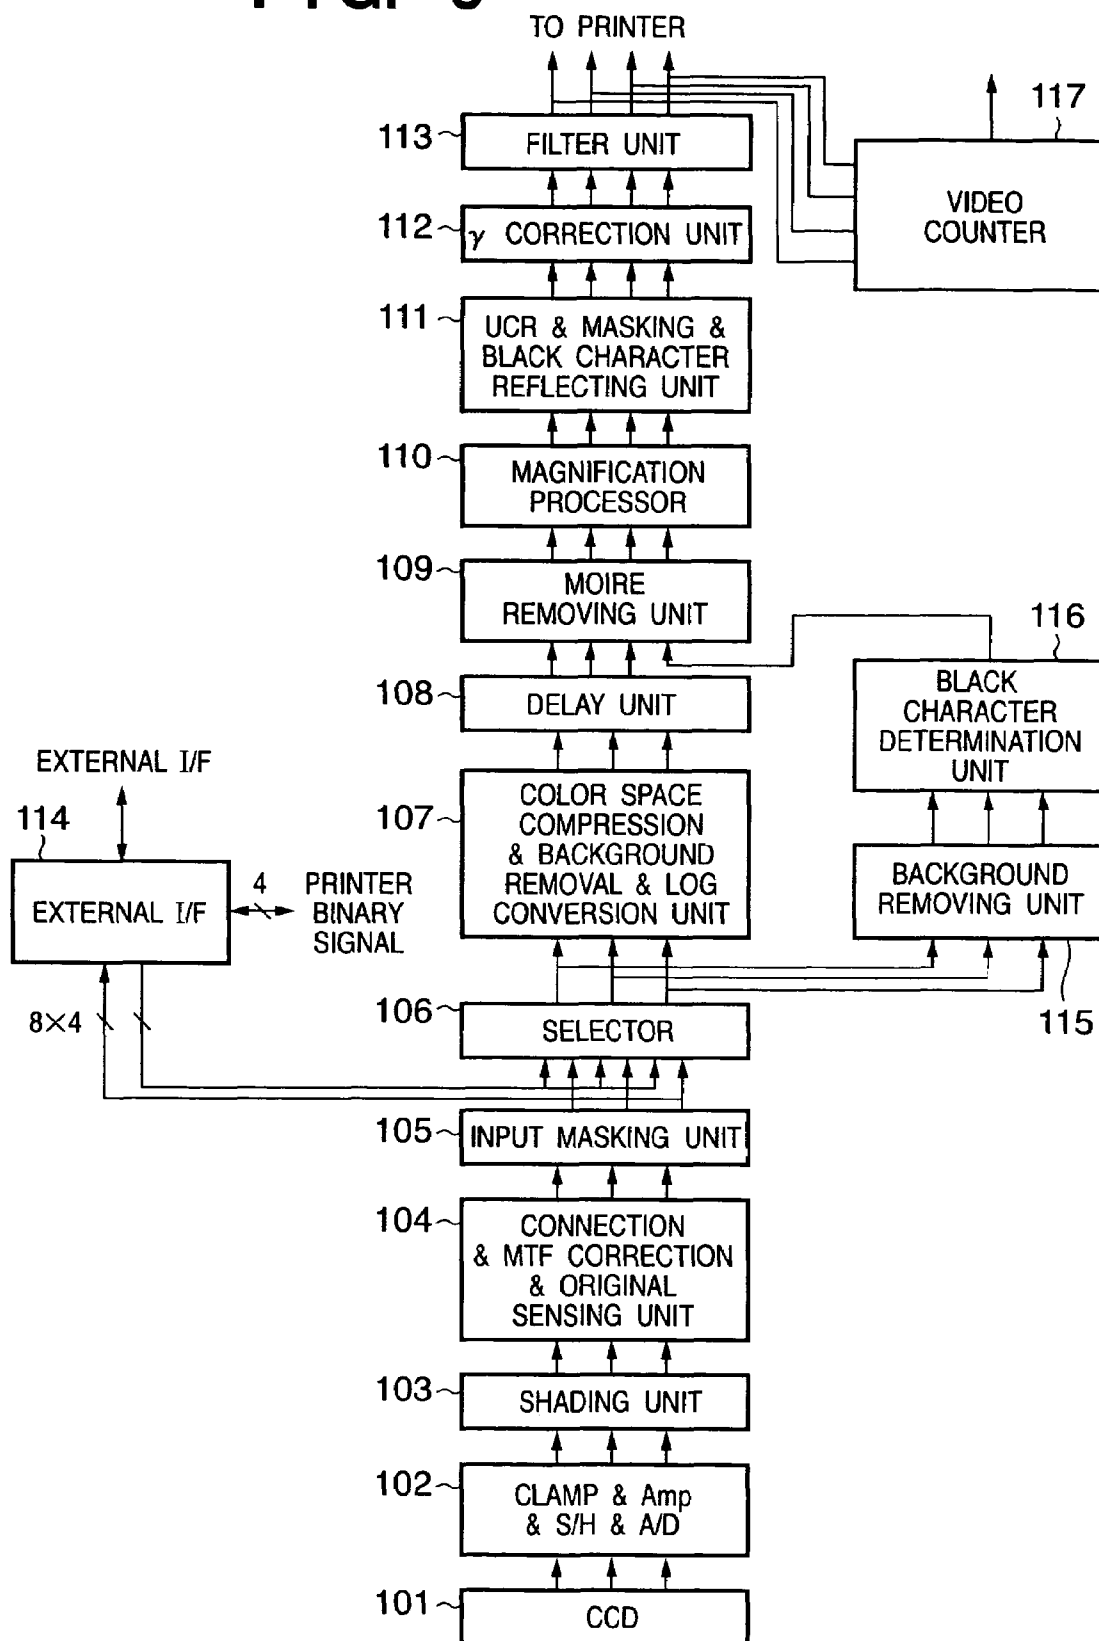 TO PRINTER
117
113
FILTER UNIT
VIDEO
COUNTER
112
γ CORRECTION UNIT
111
UCR & MASKING &
BLACK CHARACTER
REFLECTING UNIT
110
MAGNIFICATION
PROCESSOR
109
MOIRE
REMOVING UNIT
116
108
DELAY UNIT
BLACK
CHARACTER
DETERMINATION
UNIT
EXTERNAL I/F
114
107
COLOR SPACE
COMPRESSION
& BACKGROUND
REMOVAL & LOG
CONVERSION UNIT
EXTERNAL I/F
4
PRINTER
BINARY
SIGNAL
BACKGROUND
REMOVING UNIT
106
SELECTOR
8×4
115
105
INPUT MASKING UNIT
104
CONNECTION
& MTF CORRECTION
& ORIGINAL
SENSING UNIT
103
SHADING UNIT
102
CLAMP & Amp
& S/H & A/D
101
CCD